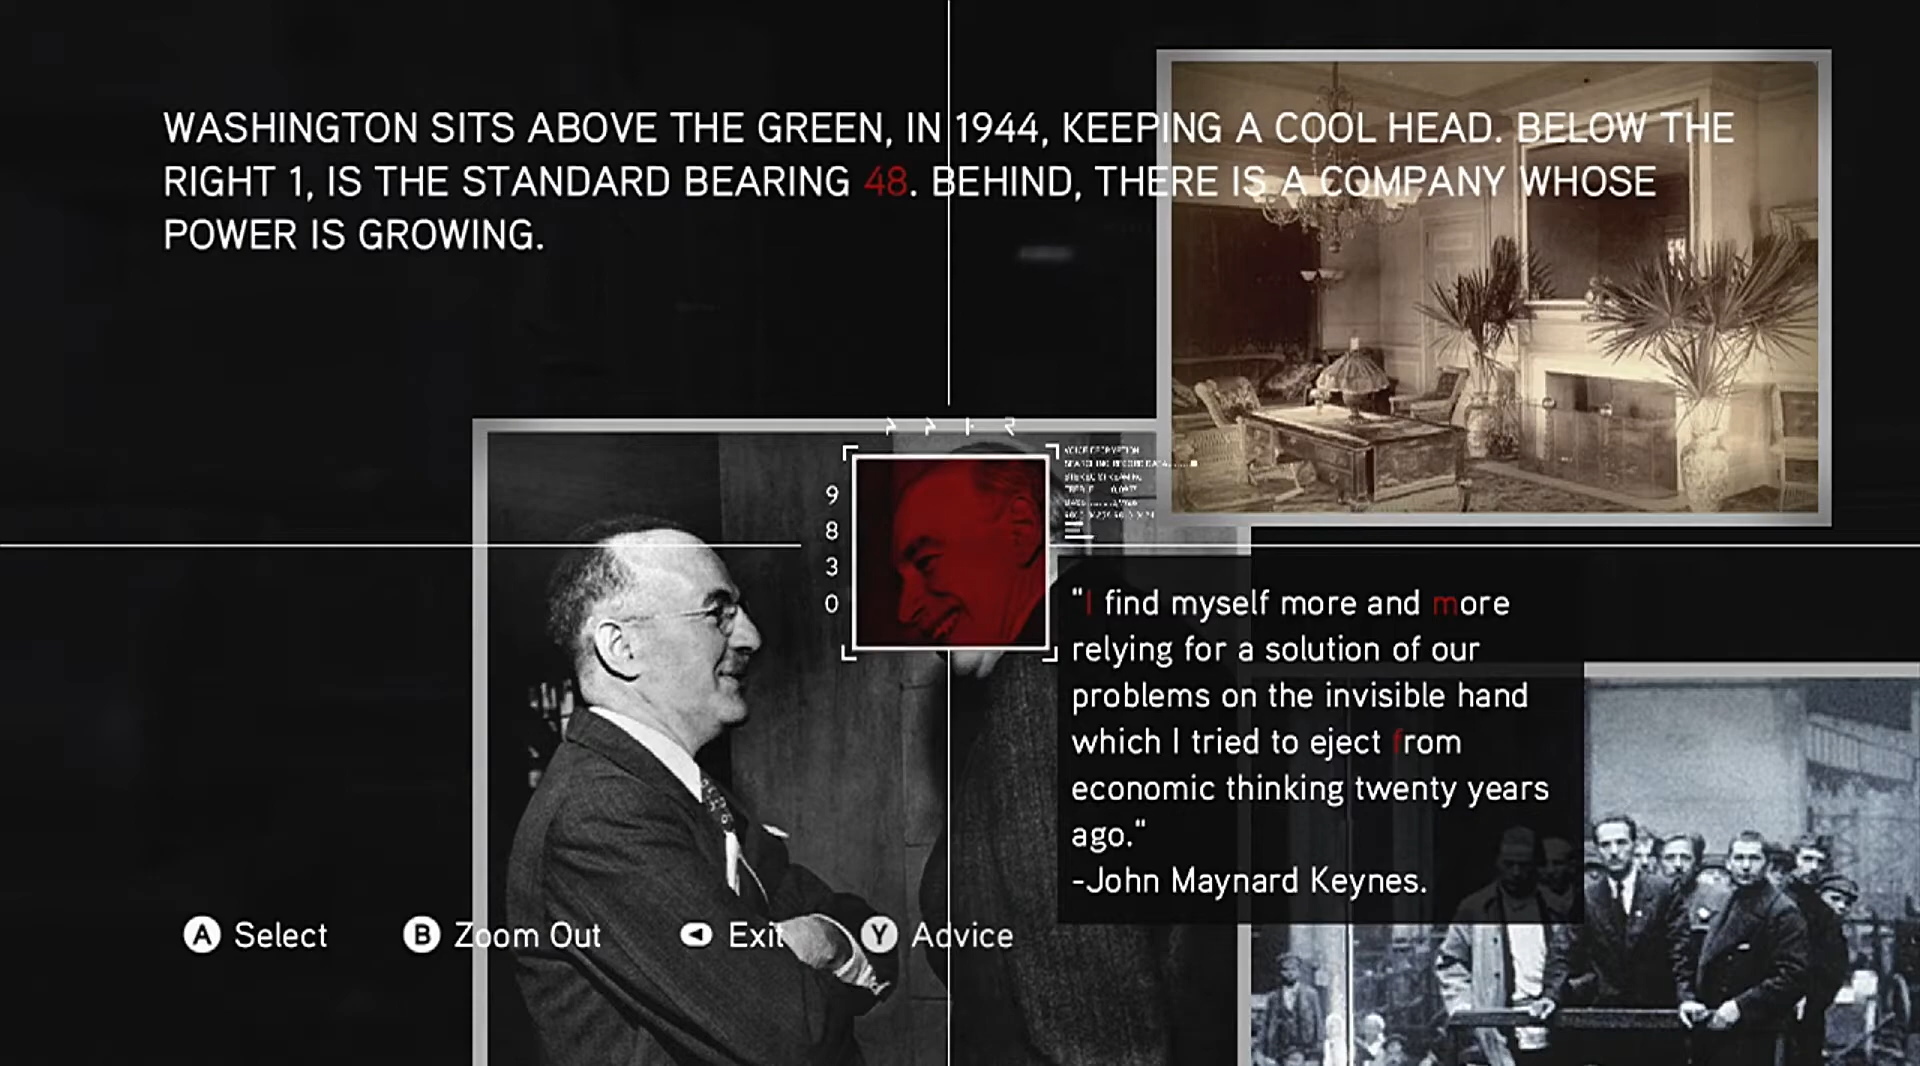 WASHINGTON SITS ABOVE THE GREEN, IN 1944, KEEPING A COOL HEAD. BELOW THE
RIGHT 1, IS THE STANDARD BEARING 48. BEHIND, THERE IS A COMPANY WHOSE
POWER IS GROWING.
9
8
3
0
"I find myself more and more
relying for a solution of our
problems on the invisible hand
which I tried to eject from
economic thinking twenty years
ago."
-John Maynard Keynes.
A Select
B Zoom Out
Exit
Y Advice